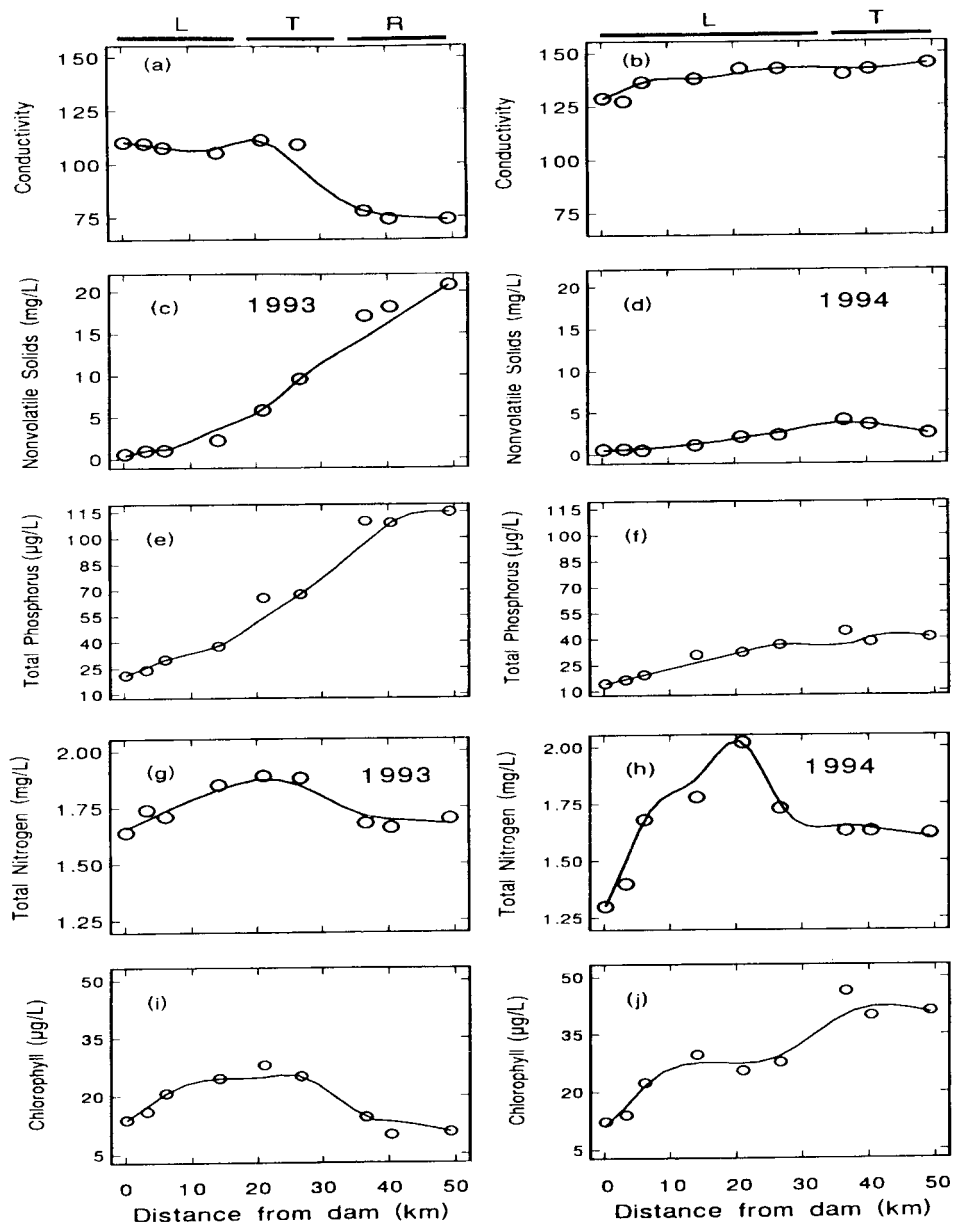 L T R
L T
(a)
(b)
Conductivity
150
125
100
75
Conductivity
150
125
100
75
(c) 1993
(d) 1994
Nonvolatile Solids (mg/L)
20
15
10
5
0
Nonvolatile Solids (mg/L)
20
15
10
5
0
(e)
(f)
Total Phosphorus (µg/L)
115
100
85
70
55
40
25
10
Total Phosphorus (µg/L)
115
100
85
70
55
40
25
10
(g) 1993
(h) 1994
Total Nitrogen (mg/L)
2.00
1.75
1.50
1.25
Total Nitrogen (mg/L)
2.00
1.75
1.50
1.25
(i)
(j)
Chlorophyll (µg/L)
50
35
20
5
Chlorophyll (µg/L)
50
35
20
5
0 10 20 30 40 50
0 10 20 30 40 50
Distance from dam (km)
Distance from dam (km)